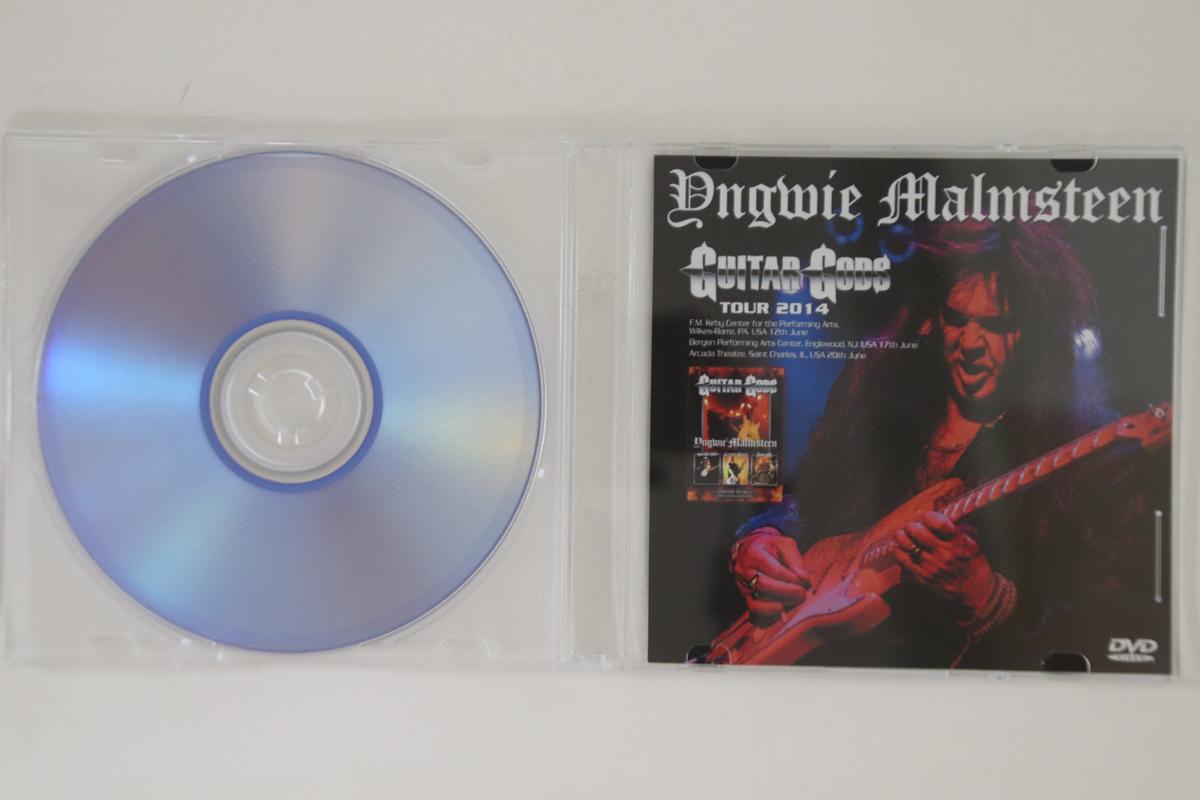 Yngwie Malmsteen
GUITAR GODS
TOUR 2014
F.M. Kirby Center for the Performing Arts,
Wilkes-Barre, PA, USA 12th June
Bergen Performing Arts Center, Englewood, NJ, USA 17th June
Arcada Theatre, Saint Charles, IL, USA 20th June
GUITAR GODS
Yngwie Malmsteen
DVD
VIDEO